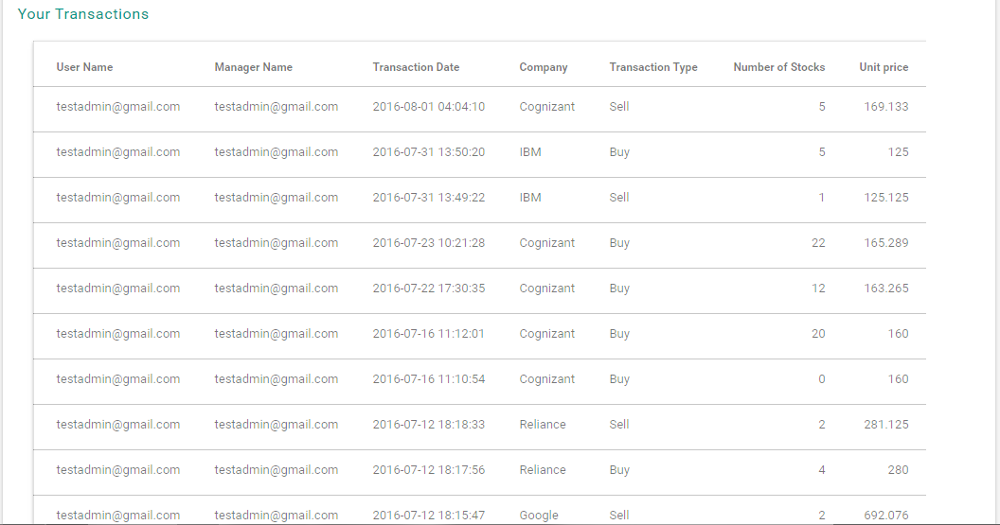 Your Transactions
User Name Manager Name Transaction Date Company Transaction Type Number of Stocks Unit price
testadmin@gmail.com testadmin@gmail.com 2016-08-01 04:04:10 Cognizant Sell 5 169.133
testadmin@gmail.com testadmin@gmail.com 2016-07-31 13:50:20 IBM Buy 5 125
testadmin@gmail.com testadmin@gmail.com 2016-07-31 13:49:22 IBM Sell 1 125.125
testadmin@gmail.com testadmin@gmail.com 2016-07-23 10:21:28 Cognizant Buy 22 165.289
testadmin@gmail.com testadmin@gmail.com 2016-07-22 17:30:35 Cognizant Buy 12 163.265
testadmin@gmail.com testadmin@gmail.com 2016-07-16 11:12:01 Cognizant Buy 20 160
testadmin@gmail.com testadmin@gmail.com 2016-07-16 11:10:54 Cognizant Buy 0 160
testadmin@gmail.com testadmin@gmail.com 2016-07-12 18:18:33 Reliance Sell 2 281.125
testadmin@gmail.com testadmin@gmail.com 2016-07-12 18:17:56 Reliance Buy 4 280
testadmin@gmail.com testadmin@gmail.com 2016-07-12 18:15:47 Google Sell 2 692.076